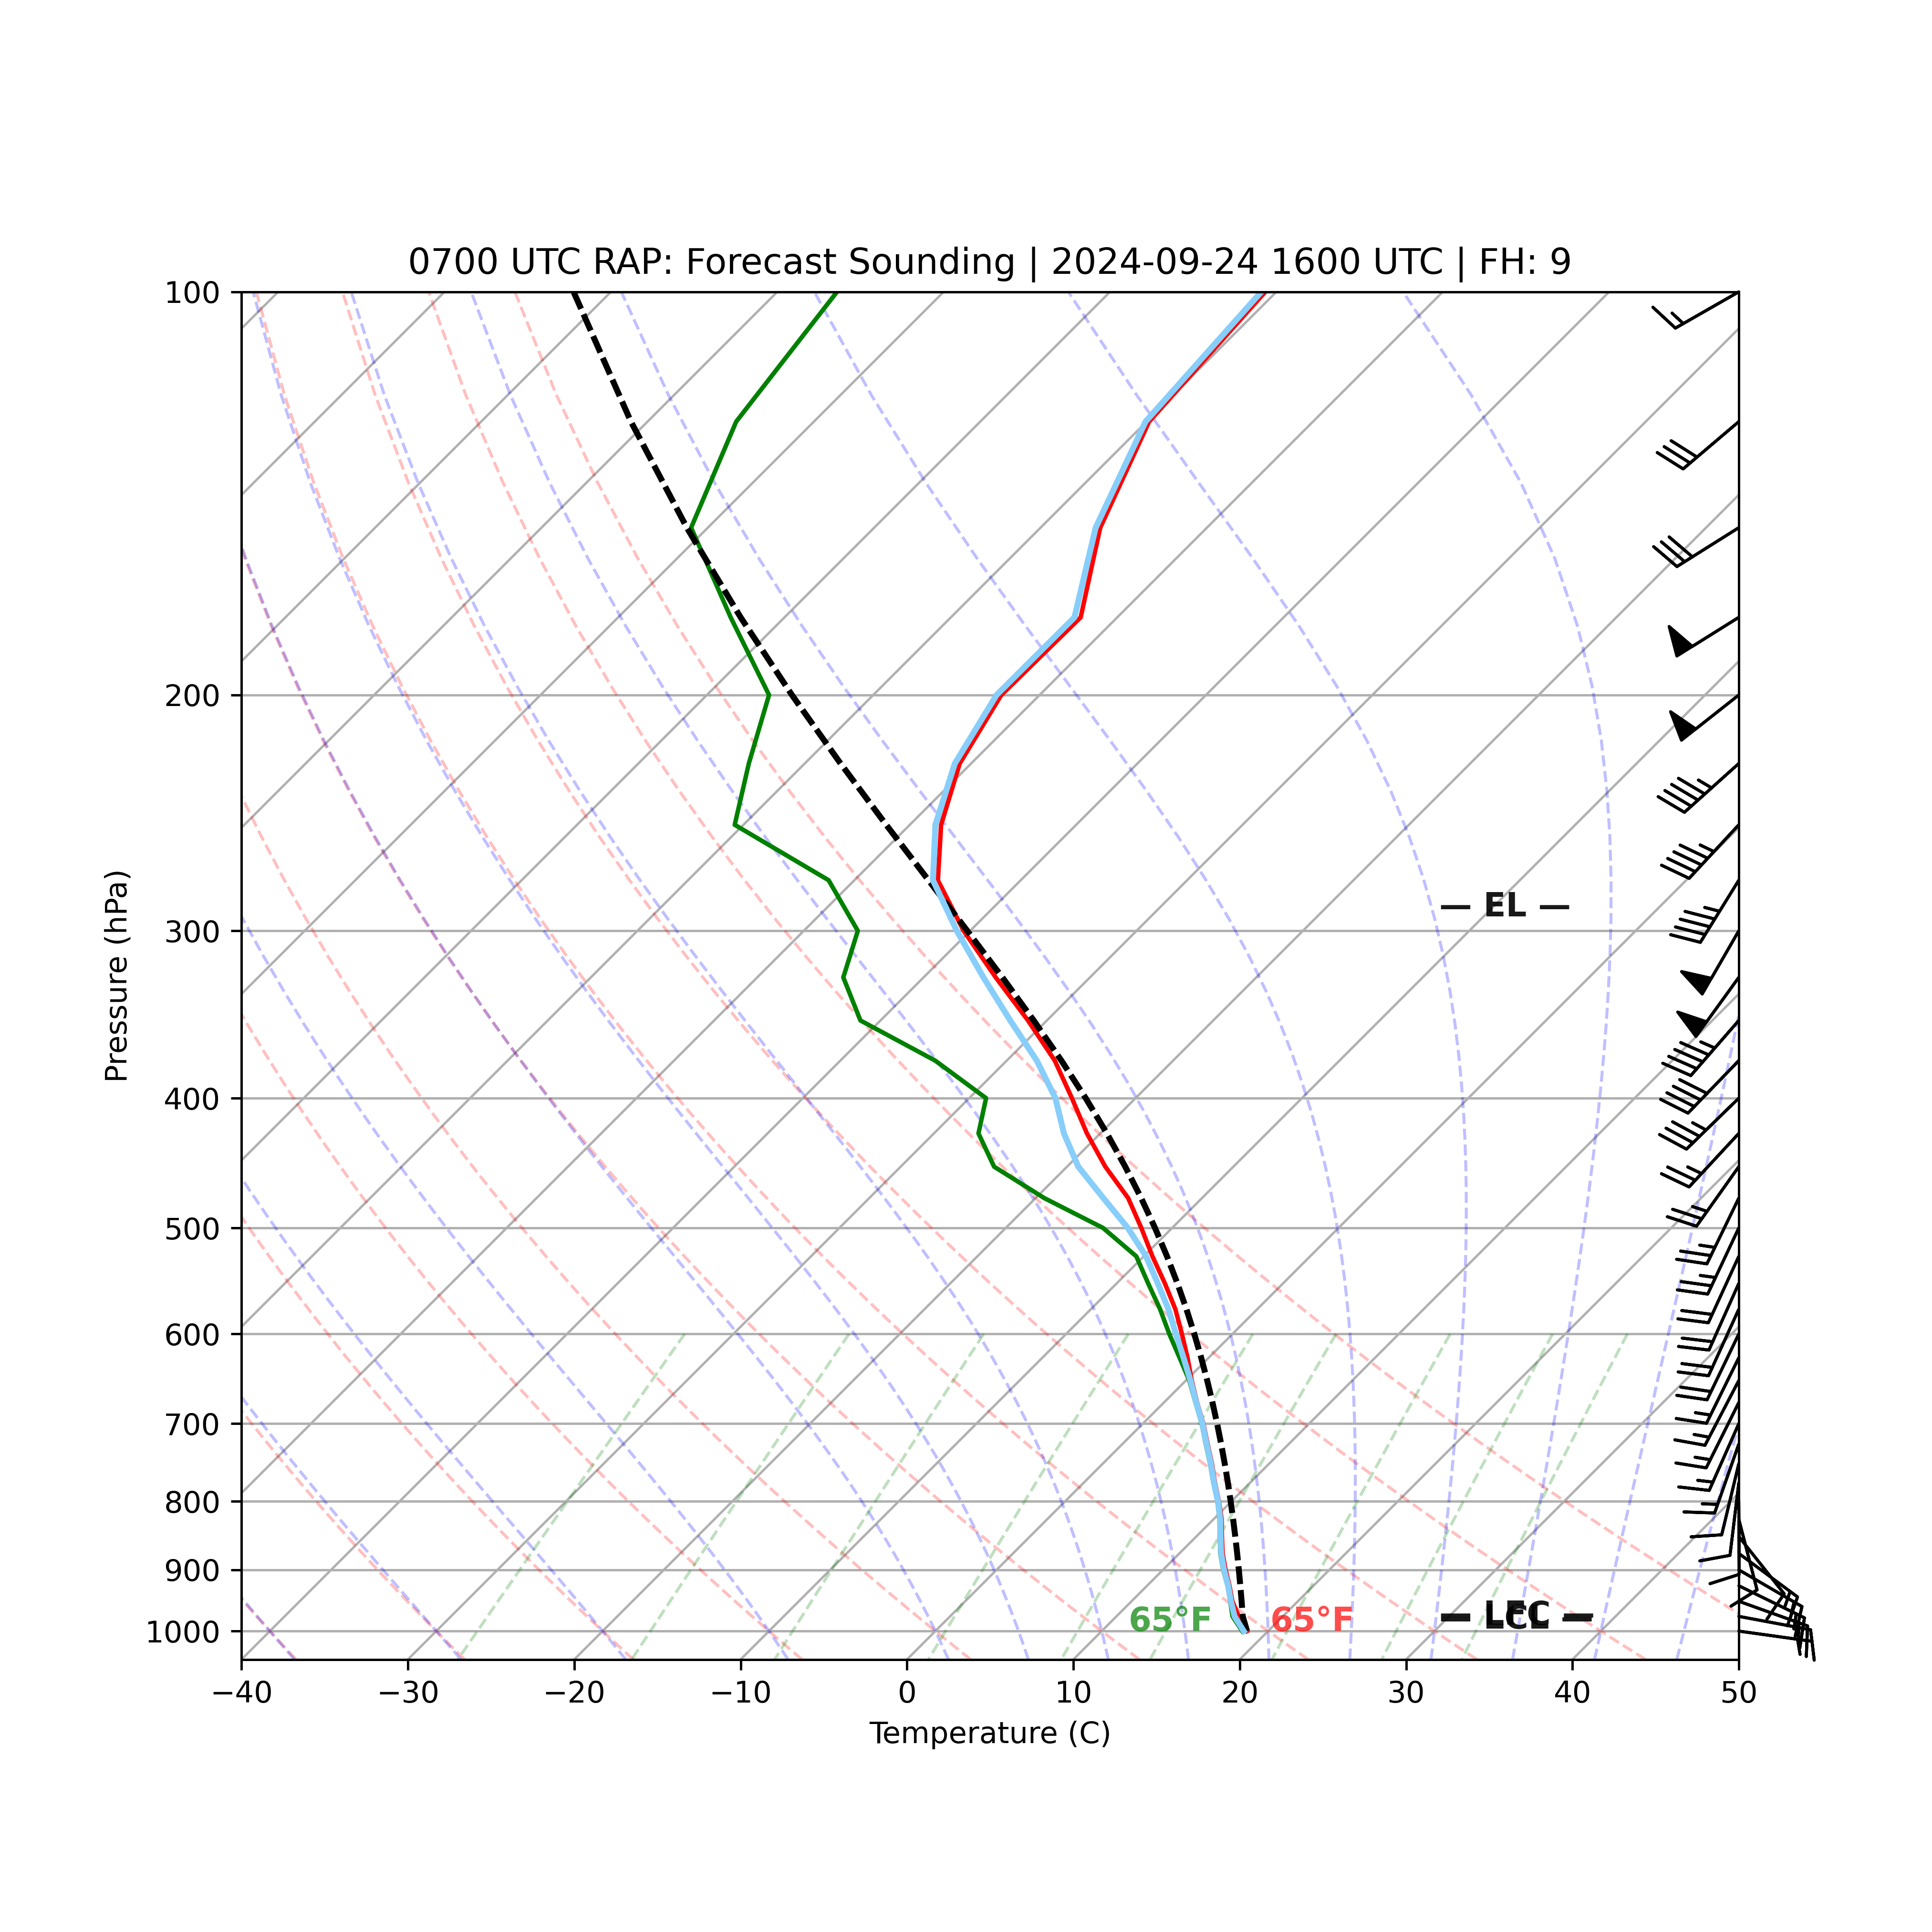 0700 UTC RAP: Forecast Sounding | 2024-09-24 1600 UTC | FH: 9
100
200
300
400
500
600
700
800
900
1000
Pressure (hPa)
— EL —
65°F 65°F
−40 −30 −20 −10 0 10 20 30 40 50
Temperature (C)